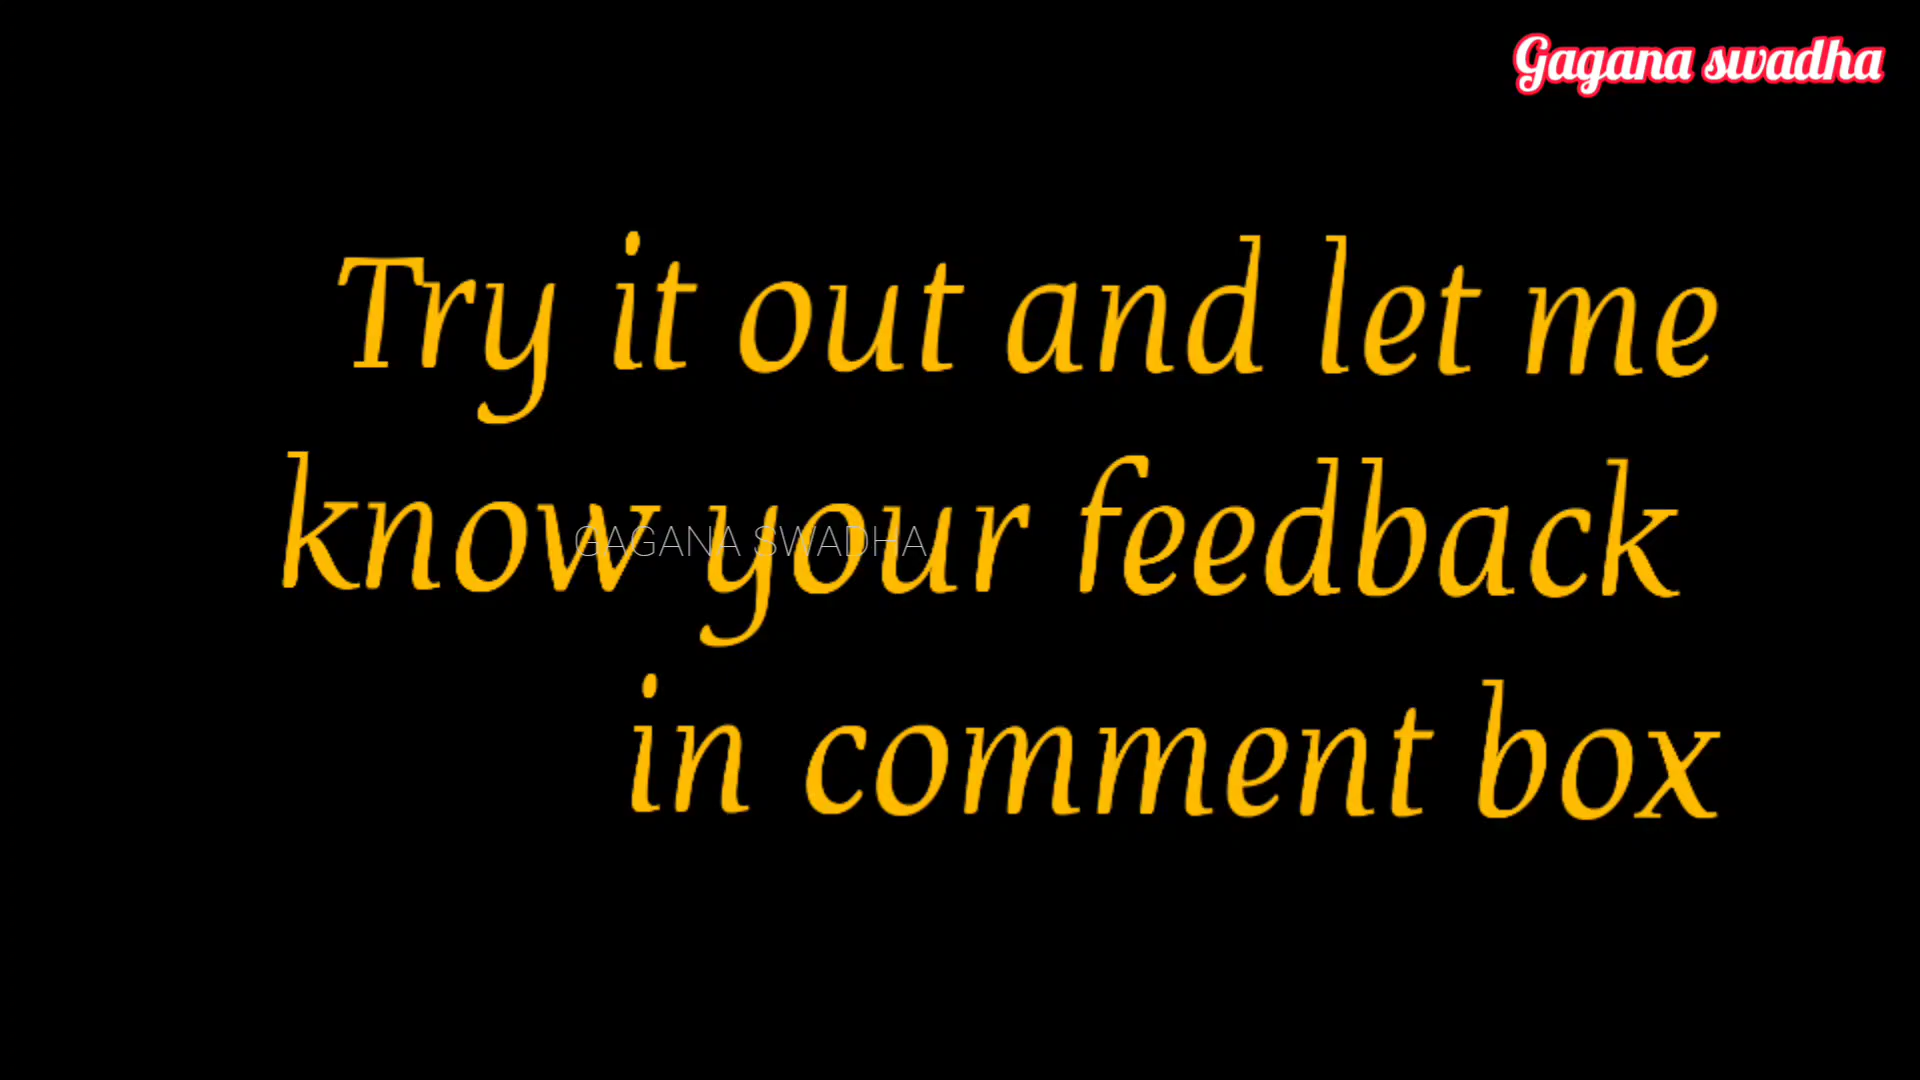 Gagana swadha
Try it out and let me
know your feedback
GAGANA SWADHA
in comment box